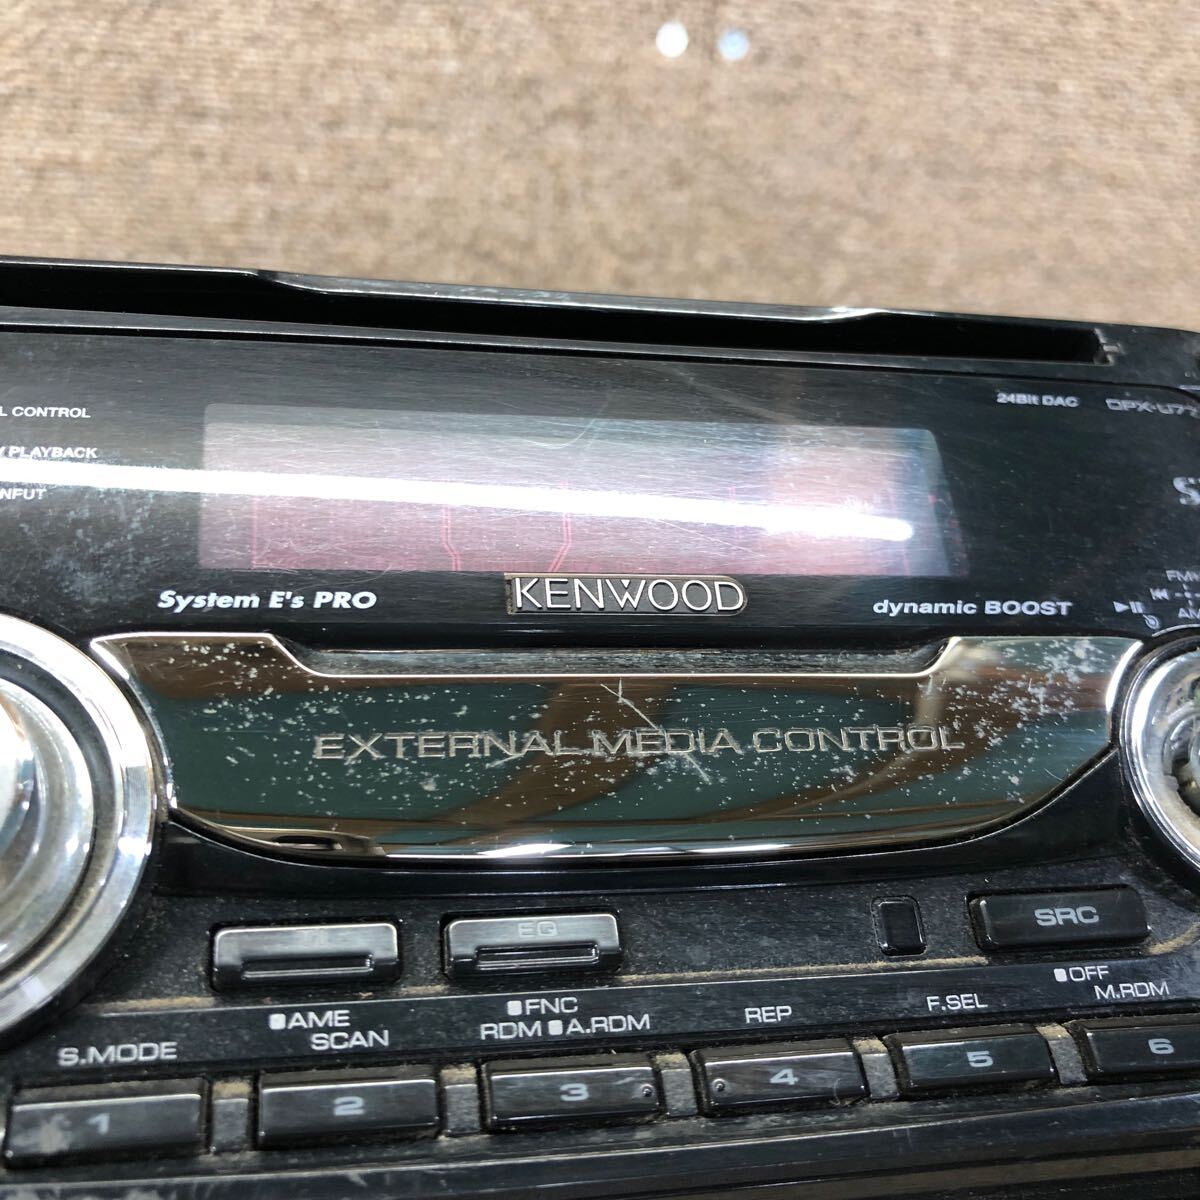 24Bit DAC
L CONTROL
PLAYBACK
System E's PRO
KENWOOD
dynamic BOOST
EXTERNAL MEDIA CONTROL
EQ
SRC
S.MODE
AME
SCAN
FNC
RDM A.RDM
REP
F.SEL
OFF
M.RDM
1
2
3
4
5
6